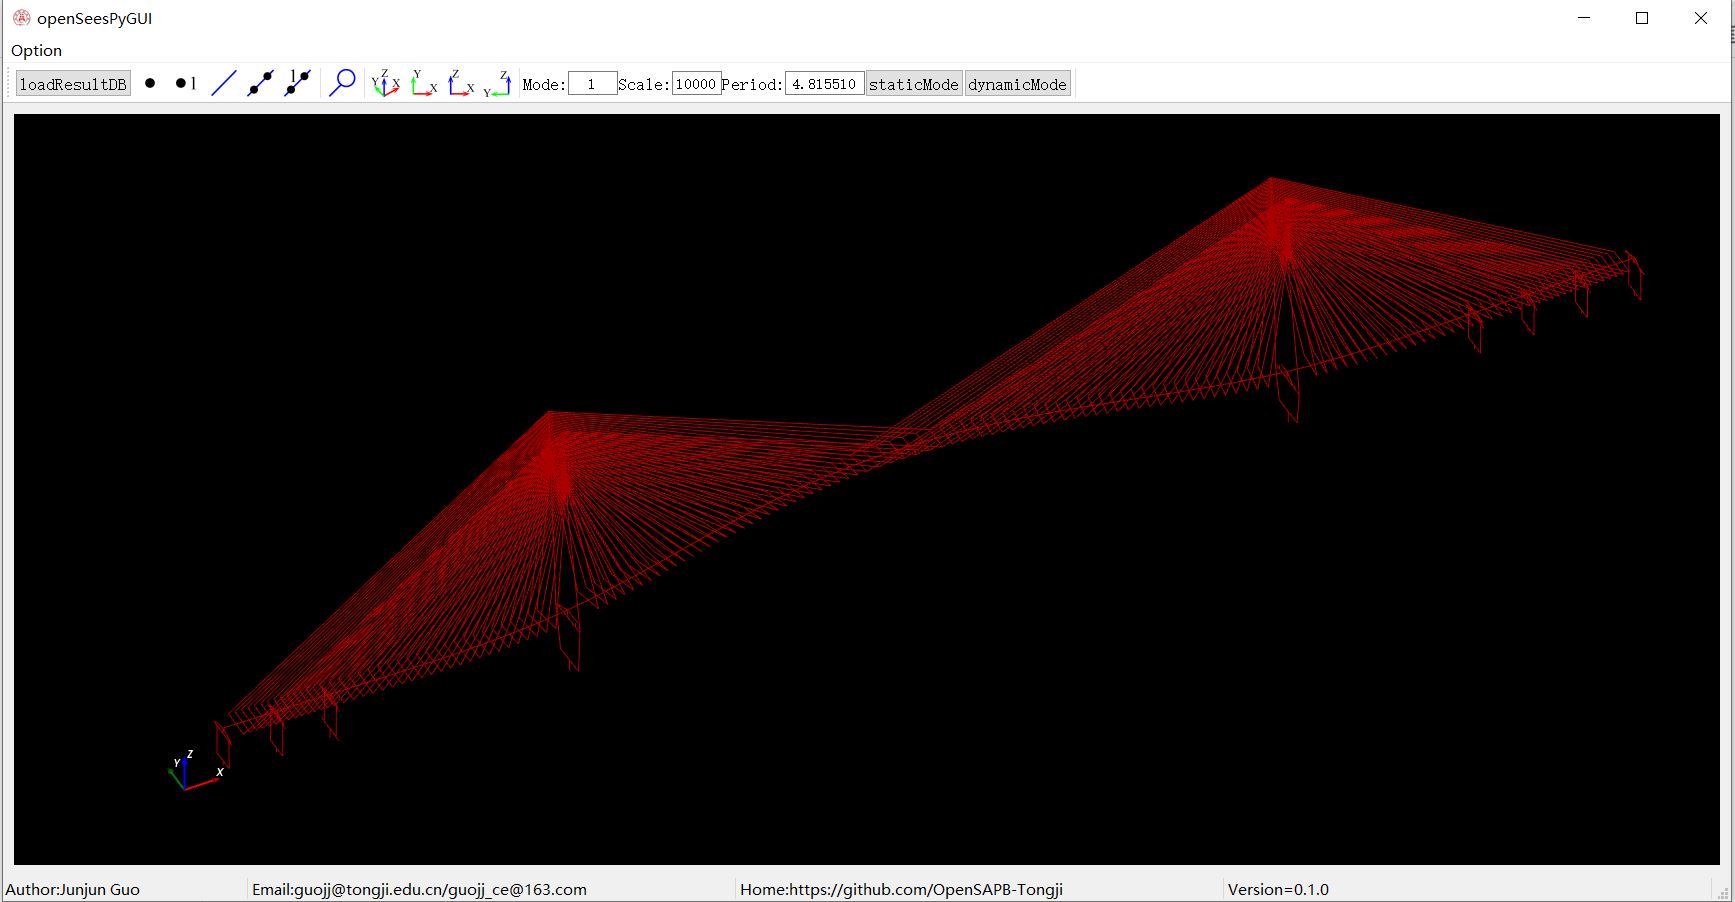 openSeesPyGUI
Option
loadResultDB 1 Y Z X Y X Z X Z Y Mode: 1 Scale: 10000 Period: 4.815510 staticMode dynamicMode
Z
Y
X
Author:Junjun Guo Email:guojj@tongji.edu.cn/guojj_ce@163.com Home:https://github.com/OpenSAPB-Tongji Version=0.1.0